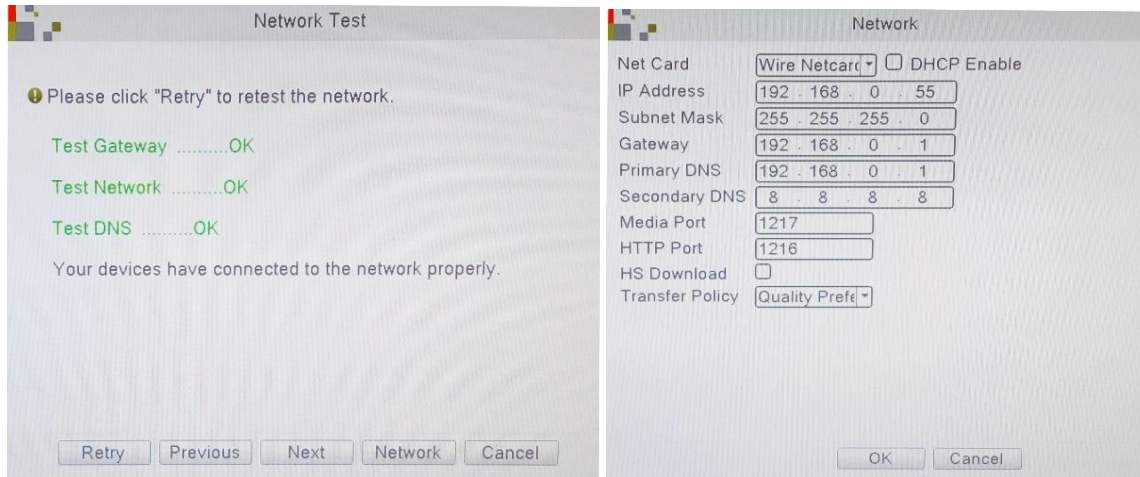 Network Test
Please click "Retry" to retest the network.
Test Gateway ..........OK
Test Network ..........OK
Test DNS ..........OK
Your devices have connected to the network properly.
Retry Previous Next Network Cancel
Network
Net Card Wire Netcard DHCP Enable
IP Address 192 . 168 . 0 . 55
Subnet Mask 255 . 255 . 255 . 0
Gateway 192 . 168 . 0 . 1
Primary DNS 192 . 168 . 0 . 1
Secondary DNS 8 . 8 . 8 . 8
Media Port 1217
HTTP Port 1216
HS Download
Transfer Policy Quality Prefe
OK Cancel